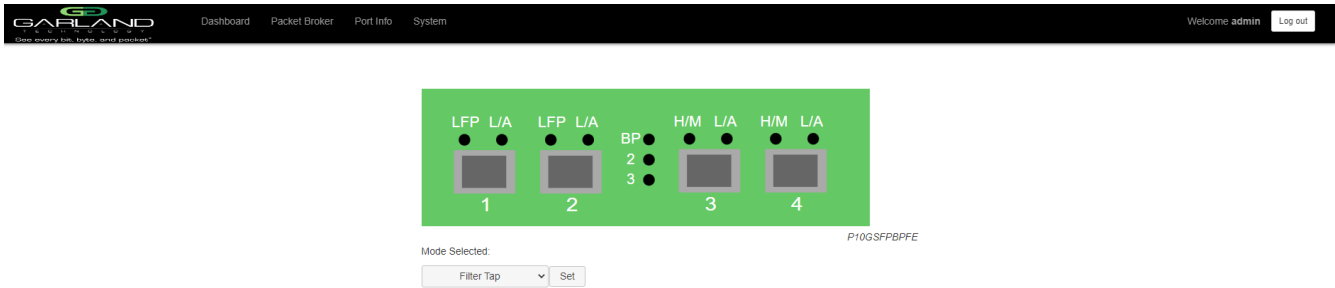 GARLAND
TECHNOLOGY
See every bit, byte, and packet®
Dashboard Packet Broker Port Info System Welcome admin Log out
LFP L/A LFP L/A H/M L/A H/M L/A
BP
2
3
1 2 3 4
P10GSFPBPFE
Mode Selected:
Filter Tap Set